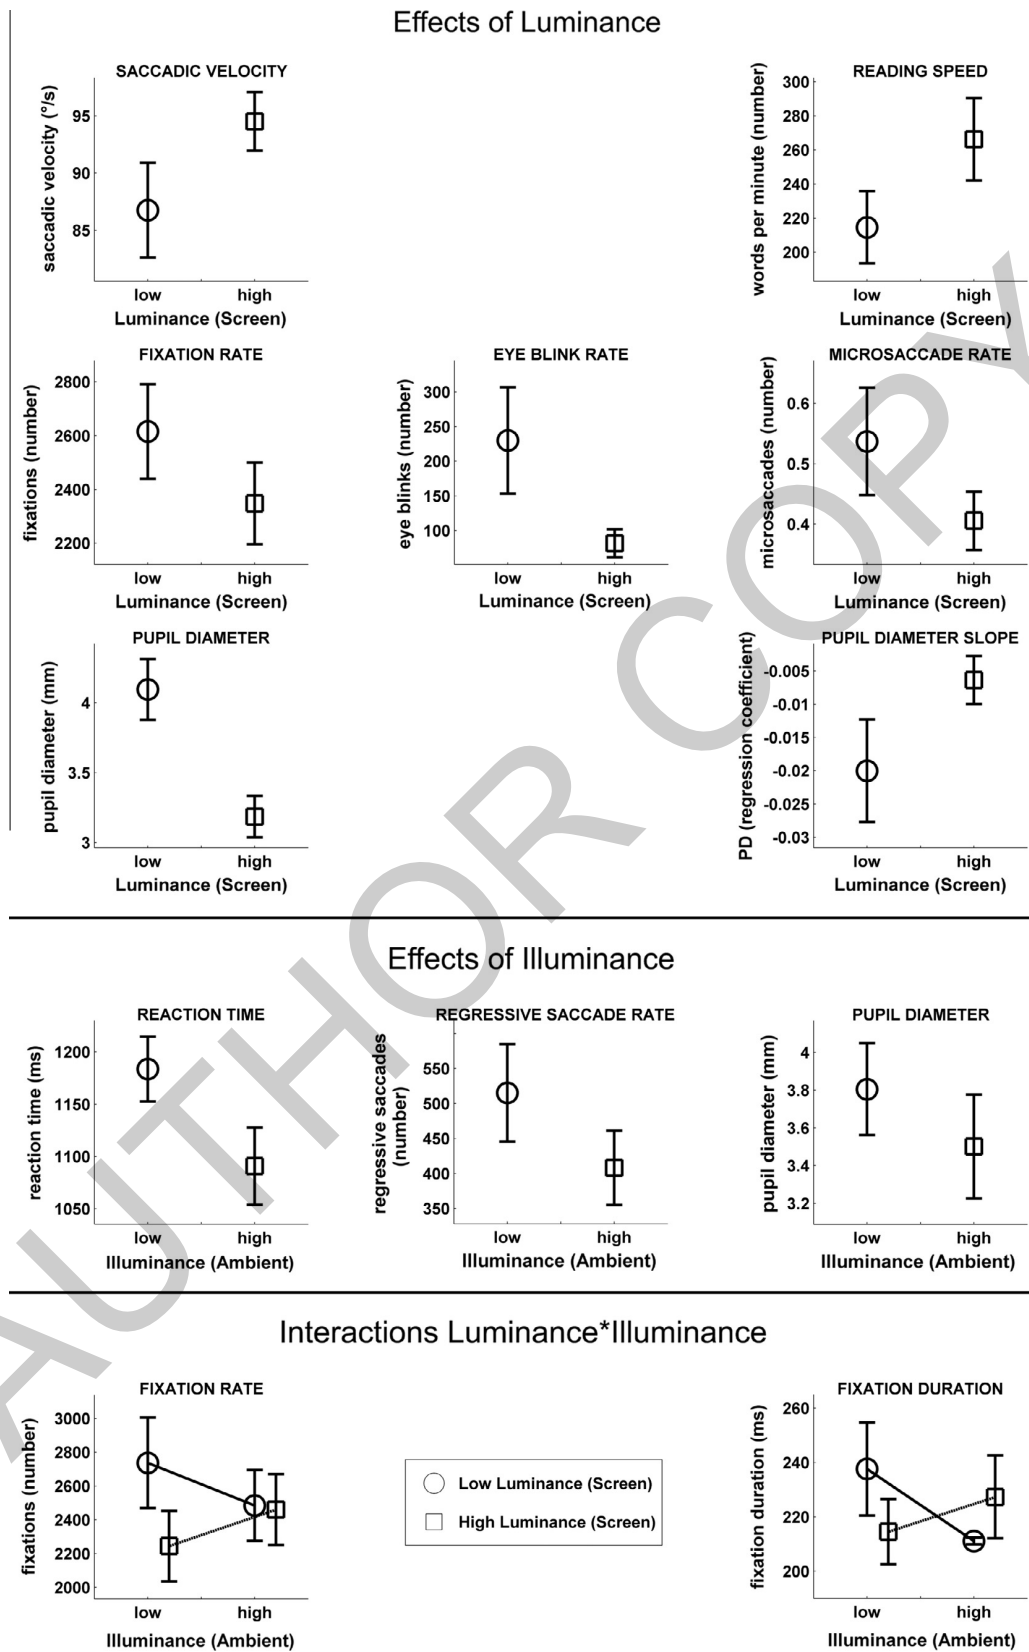 Effects of Luminance
SACCADIC VELOCITY
saccadic velocity (°/s)
95
90
85
low high
Luminance (Screen)
READING SPEED
words per minute (number)
300
280
260
240
220
200
low high
Luminance (Screen)
FIXATION RATE
fixations (number)
2800
2600
2400
2200
low high
Luminance (Screen)
EYE BLINK RATE
eye blinks (number)
300
250
200
150
100
low high
Luminance (Screen)
MICROSACCADE RATE
microsaccades (number)
0.6
0.5
0.4
low high
Luminance (Screen)
PUPIL DIAMETER
pupil diameter (mm)
4
3.5
3
low high
Luminance (Screen)
PUPIL DIAMETER SLOPE
PD (regression coefficient)
-0.005
-0.01
-0.015
-0.02
-0.025
-0.03
low high
Luminance (Screen)
Effects of Illuminance
REACTION TIME
reaction time (ms)
1200
1150
1100
1050
low high
Illuminance (Ambient)
REGRESSIVE SACCADE RATE
regressive saccades
(number)
550
500
450
400
350
low high
Illuminance (Ambient)
PUPIL DIAMETER
pupil diameter (mm)
4
3.8
3.6
3.4
3.2
low high
Illuminance (Ambient)
Interactions Luminance*Illuminance
FIXATION RATE
fixations (number)
3000
2800
2600
2400
2200
2000
low high
Illuminance (Ambient)
Low Luminance (Screen)
High Luminance (Screen)
FIXATION DURATION
fixation duration (ms)
260
240
220
200
low high
Illuminance (Ambient)
AUTHOR COPY